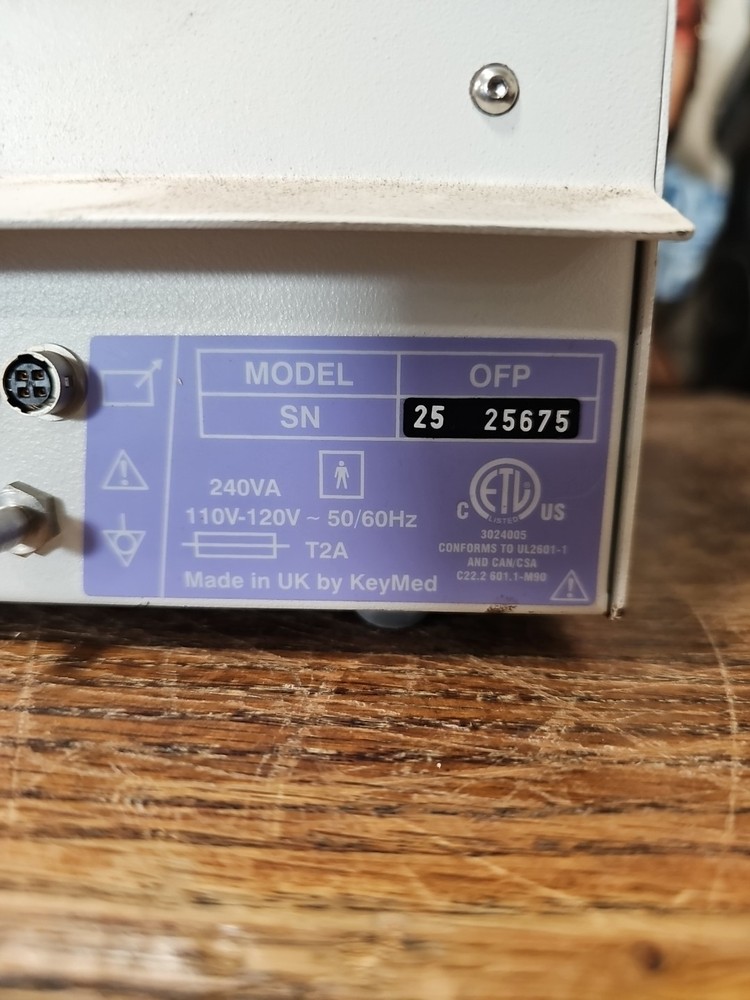 MODEL OFP
SN 25 25675
240VA
110V-120V ~ 50/60Hz
T2A
Made in UK by KeyMed
C ETL US
LISTED
3024005
CONFORMS TO UL2601-1
AND CAN/CSA
C22.2 601.1-M90